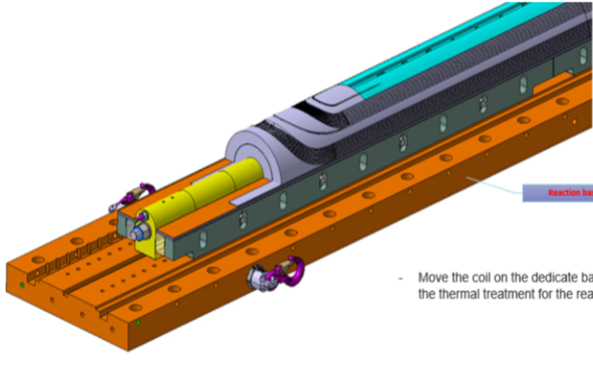 Reaction ba
- Move the coil on the dedicate ba
the thermal treatment for the rea